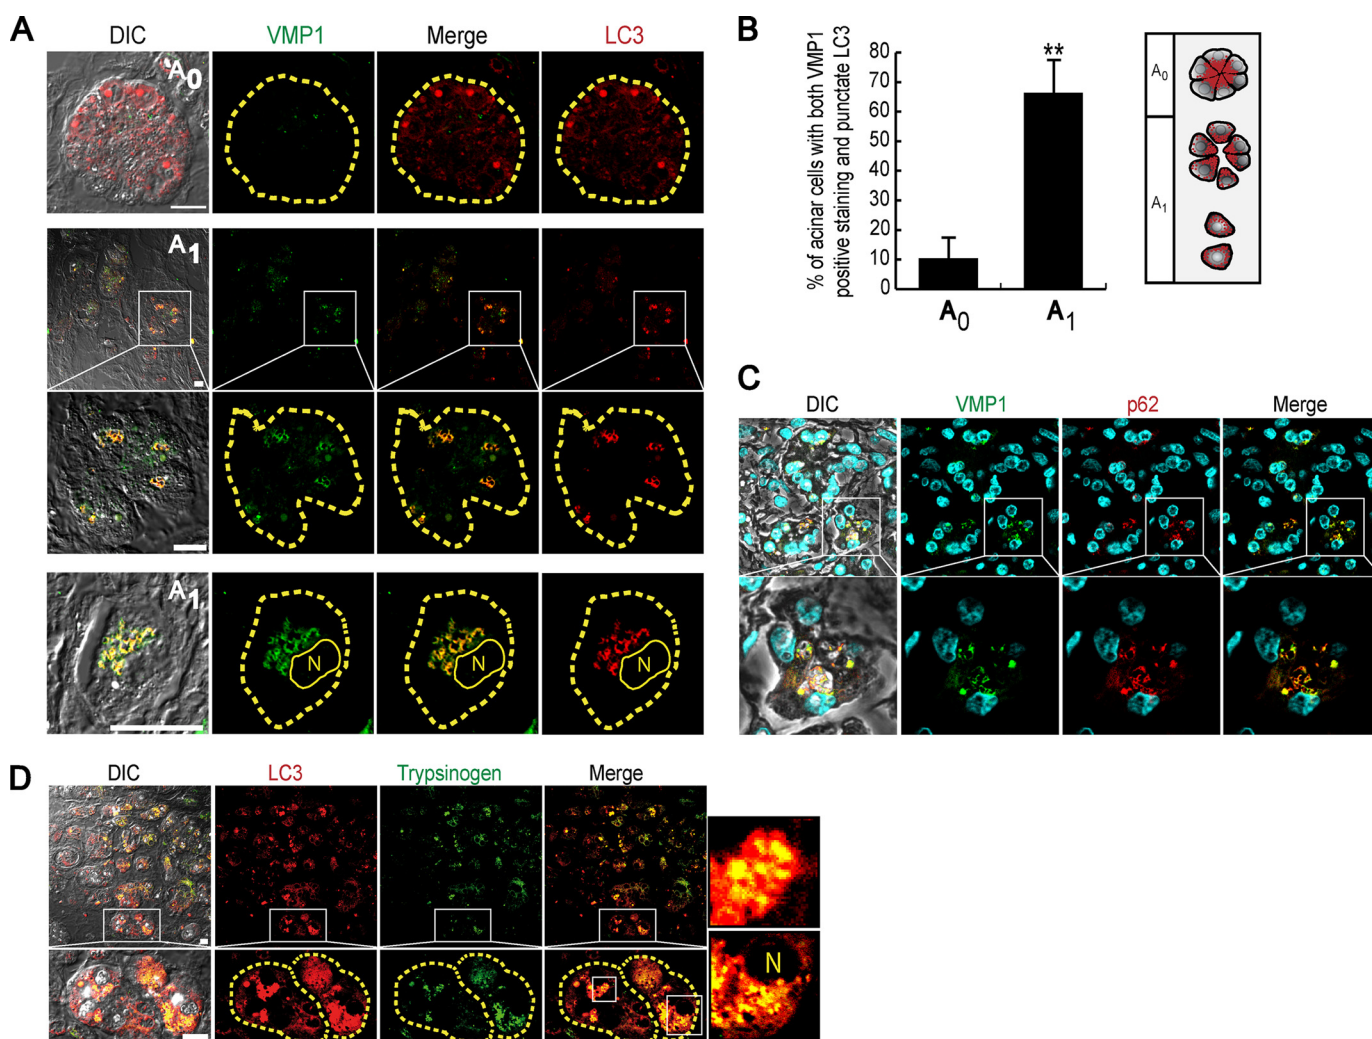 A
DIC VMP1 Merge LC3
A0
A1
A1
N N N
B
% of acinar cells with both VMP1
positive staining and punctate LC3
80
70
60
50
40
30
20
10
0
**
A0 A1
A0
A1
C
DIC VMP1 p62 Merge
D
DIC LC3 Trypsinogen Merge
N